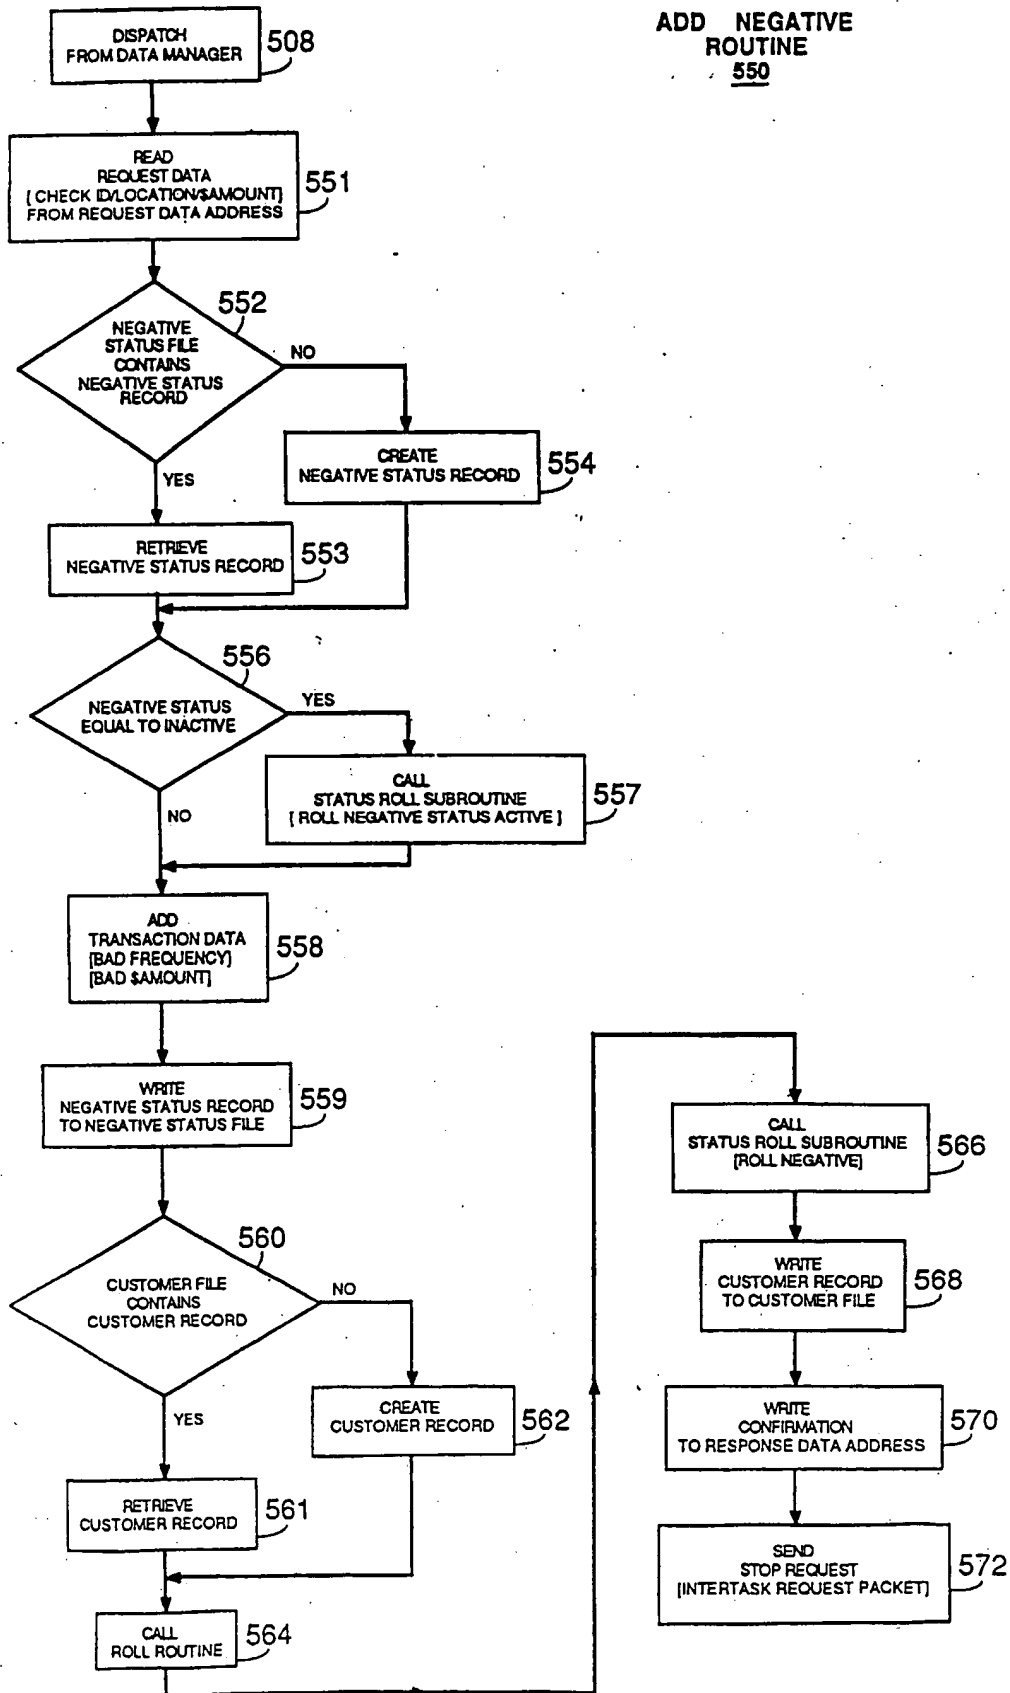 ADD NEGATIVE
ROUTINE
550
DISPATCH
FROM DATA MANAGER
508
READ
REQUEST DATA
[ CHECK ID/LOCATION/$AMOUNT]
FROM REQUEST DATA ADDRESS
551
552
NEGATIVE
STATUS FILE
CONTAINS
NEGATIVE STATUS
RECORD
NO
YES
CREATE
NEGATIVE STATUS RECORD
554
RETRIEVE
NEGATIVE STATUS RECORD
553
556
NEGATIVE STATUS
EQUAL TO INACTIVE
YES
NO
CALL
STATUS ROLL SUBROUTINE
[ ROLL NEGATIVE STATUS ACTIVE ]
557
ADD
TRANSACTION DATA
[BAD FREQUENCY]
[BAD $AMOUNT]
558
WRITE
NEGATIVE STATUS RECORD
TO NEGATIVE STATUS FILE
559
560
CUSTOMER FILE
CONTAINS
CUSTOMER RECORD
NO
YES
CREATE
CUSTOMER RECORD
562
RETRIEVE
CUSTOMER RECORD
561
CALL
ROLL ROUTINE
564
CALL
STATUS ROLL SUBROUTINE
[ROLL NEGATIVE]
566
WRITE
CUSTOMER RECORD
TO CUSTOMER FILE
568
WRITE
CONFIRMATION
TO RESPONSE DATA ADDRESS
570
SEND
STOP REQUEST
[INTERTASK REQUEST PACKET]
572